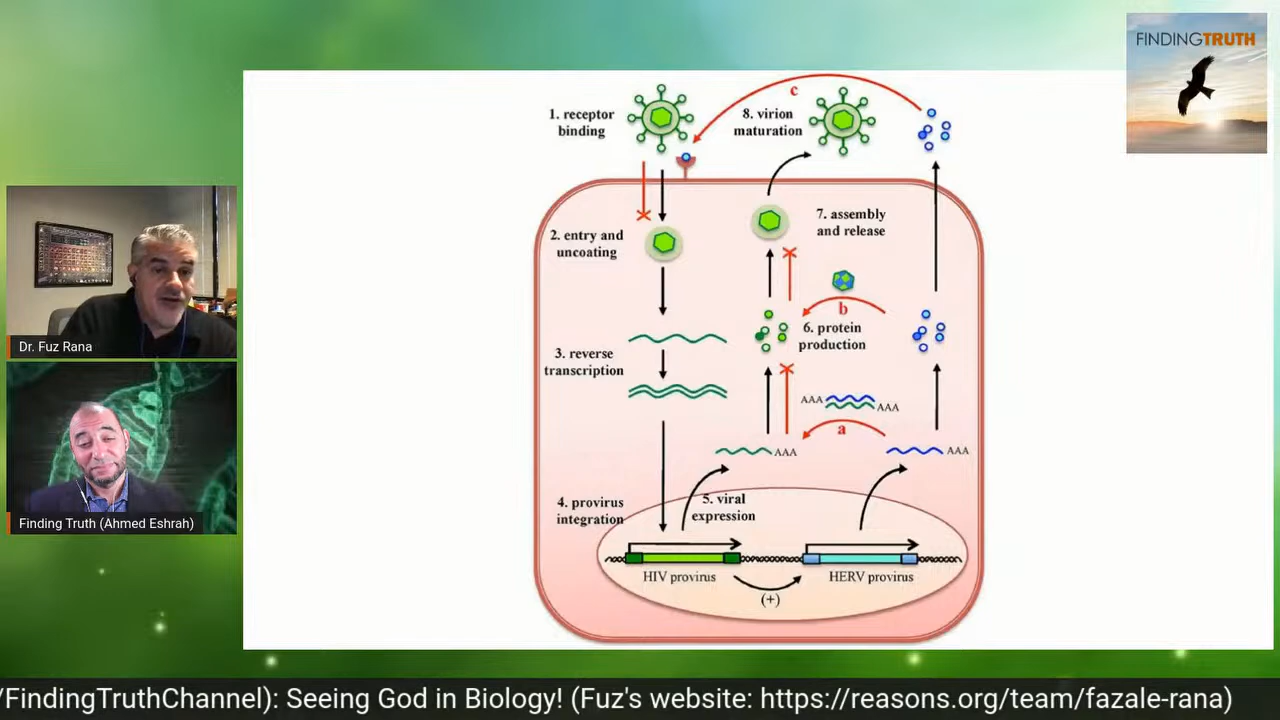 FINDINGTRUTH
1. receptor
binding
8. virion
maturation
c
2. entry and
uncoating
7. assembly
and release
b
6. protein
production
3. reverse
transcription
AAA
AAA
a
AAA
AAA
4. provirus
integration
5. viral
expression
HIV provirus
HERV provirus
(+)
Dr. Fuz Rana
Finding Truth (Ahmed Eshrah)
/FindingTruthChannel): Seeing God in Biology! (Fuz's website: https://reasons.org/team/fazale-rana)